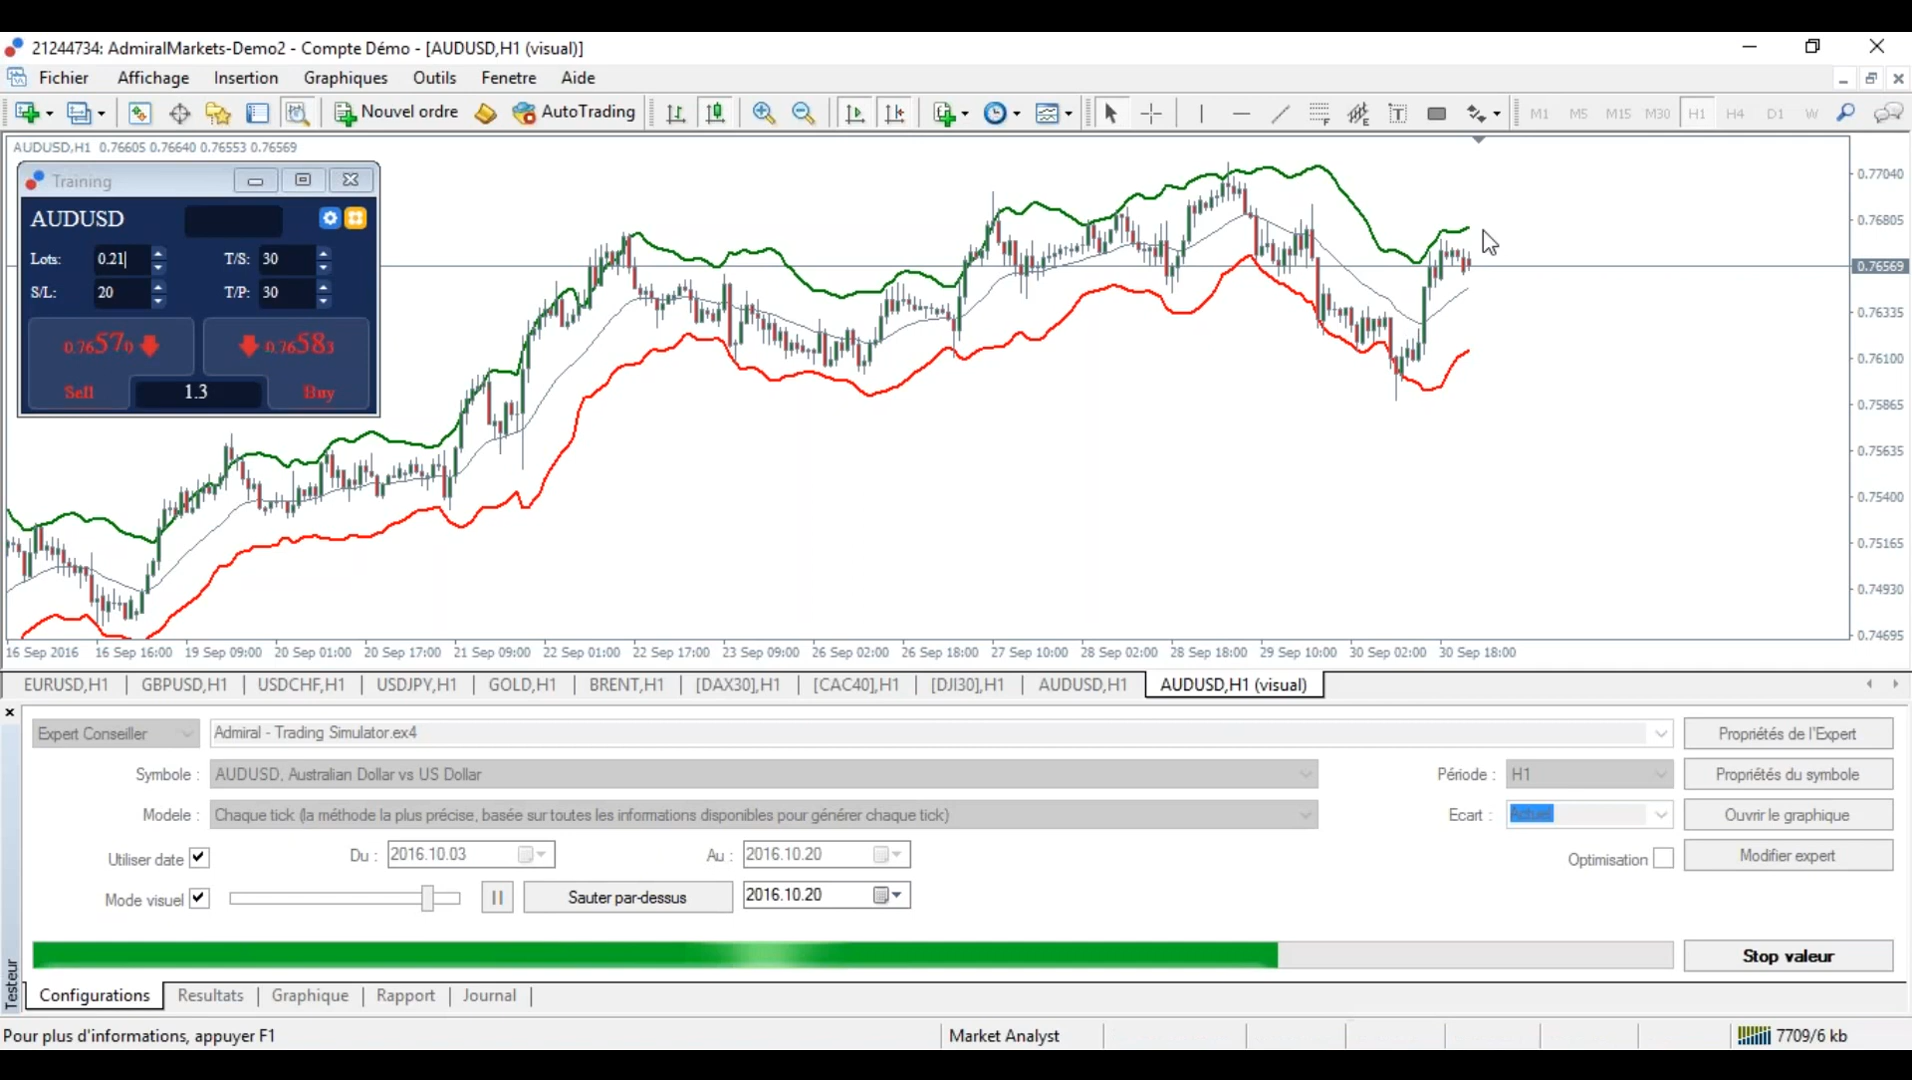 21244734: AdmiralMarkets-Demo2 - Compte Démo - [AUDUSD,H1 (visual)]
Fichier Affichage Insertion Graphiques Outils Fenetre Aide
Nouvel ordre AutoTrading M1 M5 M15 M30 H1 H4 D1 W
AUDUSD,H1 0.76605 0.76640 0.76553 0.76569
Training
AUDUSD
Lots: 0.21 T/S: 30
S/L: 20 T/P: 30
0.76570 0.76583
Sell 1.3 Buy
0.77040
0.76805
0.76569
0.76335
0.76100
0.75865
0.75635
0.75400
0.75165
0.74930
0.74695
16 Sep 2016 16 Sep 16:00 19 Sep 09:00 20 Sep 01:00 20 Sep 17:00 21 Sep 09:00 22 Sep 01:00 22 Sep 17:00 23 Sep 09:00 26 Sep 02:00 26 Sep 18:00 27 Sep 10:00 28 Sep 02:00 28 Sep 18:00 29 Sep 10:00 30 Sep 02:00 30 Sep 18:00
EURUSD,H1 GBPUSD,H1 USDCHF,H1 USDJPY,H1 GOLD,H1 BRENT,H1 [DAX30],H1 [CAC40],H1 [DJI30],H1 AUDUSD,H1 AUDUSD,H1 (visual)
Expert Conseiller Admiral - Trading Simulator.ex4 Propriétés de l'Expert
Symbole : AUDUSD, Australian Dollar vs US Dollar Période : H1 Propriétés du symbole
Modele : Chaque tick (la méthode la plus précise, basée sur toutes les informations disponibles pour générer chaque tick) Ecart : Actuel Ouvrir le graphique
Utiliser date Du : 2016.10.03 Au : 2016.10.20 Optimisation Modifier expert
Mode visuel Sauter par-dessus 2016.10.20
Stop valeur
Testeur
Configurations Resultats Graphique Rapport Journal
Pour plus d'informations, appuyer F1 Market Analyst 7709/6 kb